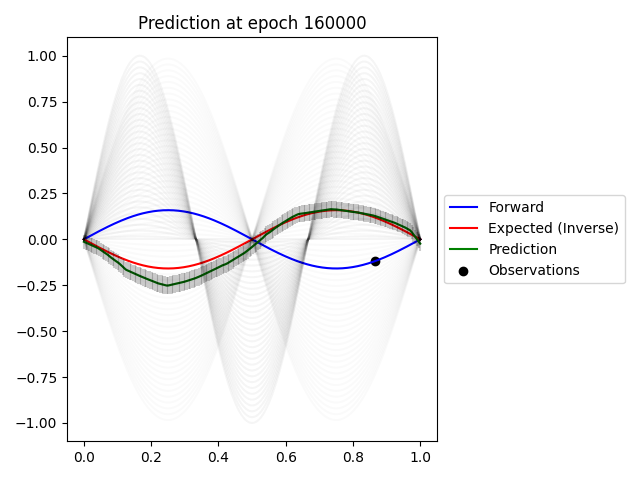 Prediction at epoch 160000
1.00
0.75
0.50
0.25
0.00
−0.25
−0.50
−0.75
−1.00
0.0 0.2 0.4 0.6 0.8 1.0
Forward
Expected (Inverse)
Prediction
Observations